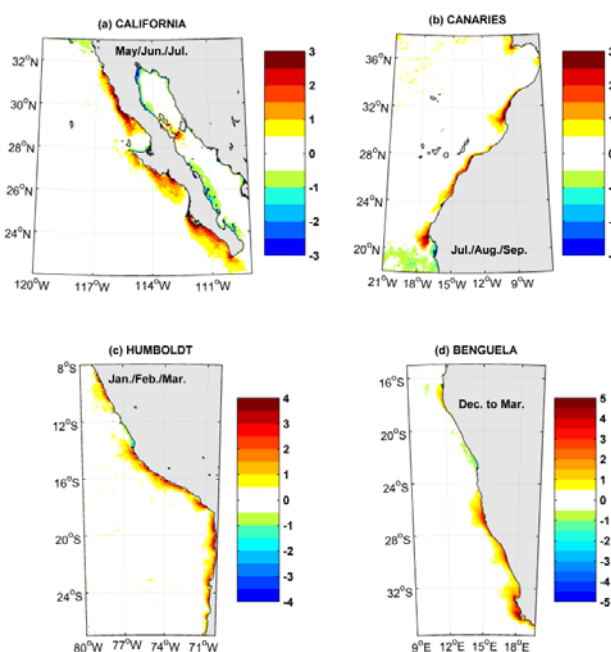 (a) CALIFORNIA
May/Jun./Jul.
32°N
30°N
28°N
26°N
24°N
120°W 117°W 114°W 111°W
3
2
1
0
-1
-2
-3
(b) CANARIES
Jul./Aug./Sep.
36°N
32°N
28°N
24°N
20°N
21°W 18°W 15°W 12°W 9°W
(c) HUMBOLDT
Jan./Feb./Mar.
8°S
12°S
16°S
20°S
24°S
80°W 77°W 74°W 71°W
4
3
2
1
0
-1
-2
-3
-4
(d) BENGUELA
Dec. to Mar.
16°S
20°S
24°S
28°S
32°S
9°E 12°E 15°E 18°E
5
4
3
2
1
0
-1
-2
-3
-4
-5